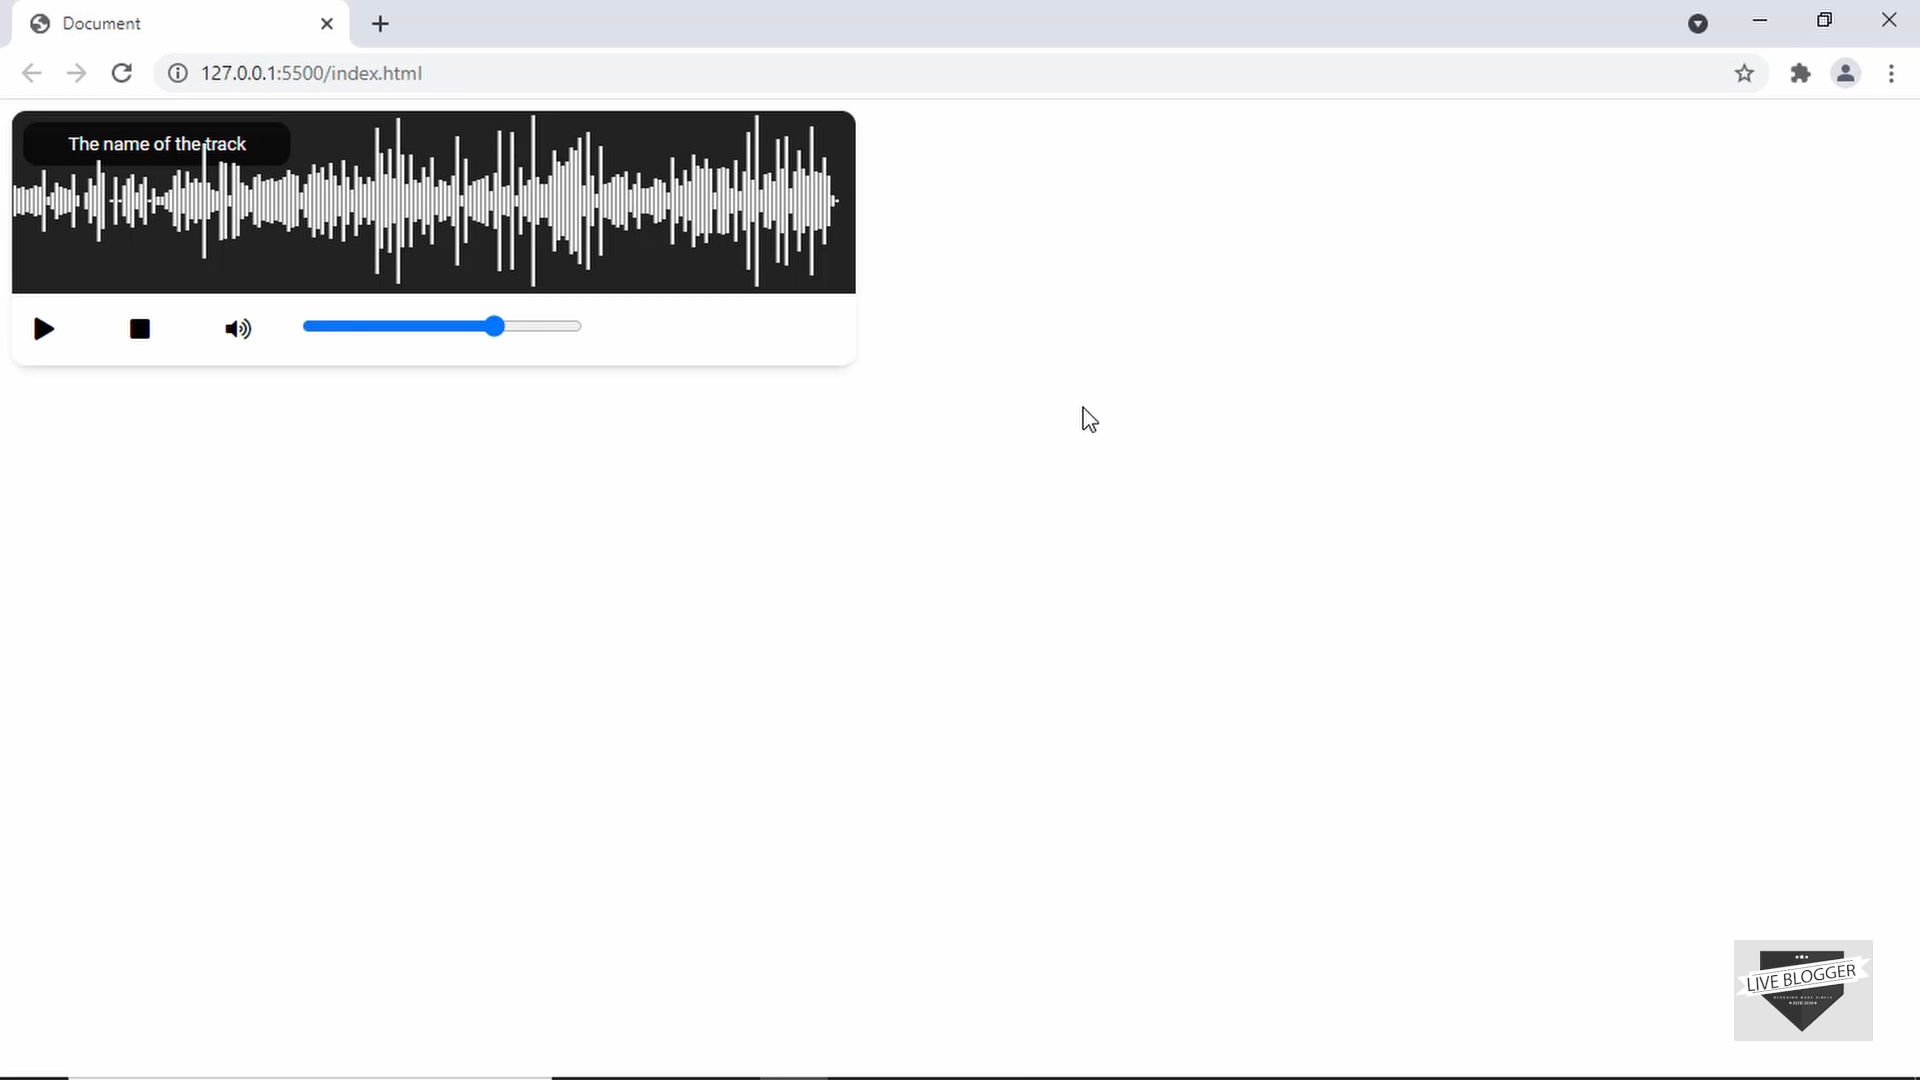 Document
127.0.0.1:5500/index.html
The name of the track
LIVE BLOGGER